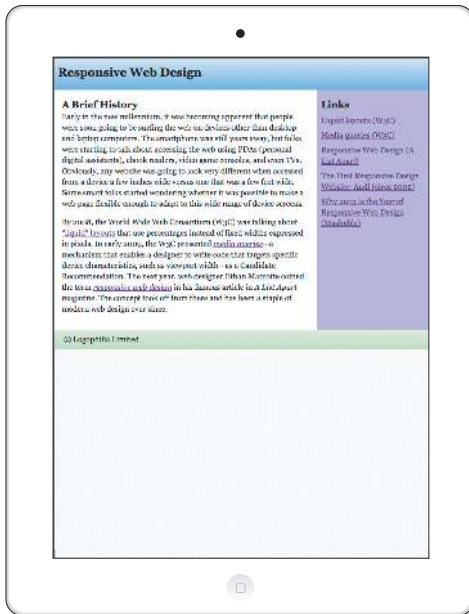 Responsive Web Design
A Brief History
Early in the new millennium, it was becoming apparent that people
were soon going to be surfing the web on devices other than desktop
and laptop computers. The smartphone was still years away, but folks
were starting to talk about accessing the web using PDAs (personal
digital assistants), ebook readers, video game consoles, and even TVs.
Obviously, any website was going to look very different when accessed
from a device a few inches wide versus one that was a few feet wide.
Some smart folks started wondering whether it was possible to make a
web page flexible enough to adapt to this wide range of device screens.
By 2008, the World Wide Web Consortium (W3C) was talking about
"liquid" layouts that use percentages instead of fixed widths expressed
in pixels. In early 2009, the W3C presented media queries—a
mechanism that enables a designer to write code that targets specific
device characteristics, such as viewport width—as a Candidate
Recommendation. The next year, web designer Ethan Marcotte coined
the term responsive web design in his famous article in A List Apart
magazine. The concept took off from there and has been a staple of
modern web design ever since.
Links
Liquid layouts (W3C)
Media queries (W3C)
Responsive Web Design (A
List Apart)
The First Responsive Design
Website: Audi (circa 2002)
Why 2013 Is the Year of
Responsive Web Design
(Mashable)
(c) Logophilia Limited